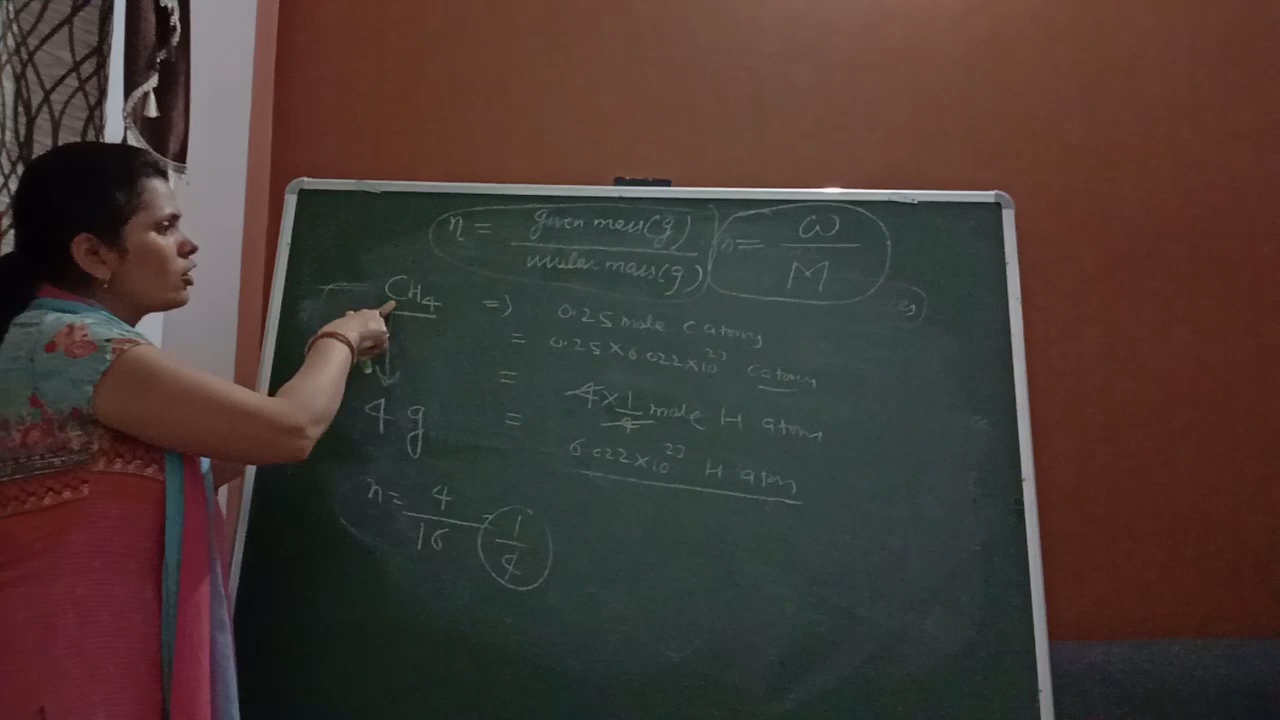 n = given mass(g) / molar mass(g) n = ω / M
CH4 => 0.25 mole C atoms
= 0.25 × 6.022 × 10^23 C atoms
= 4 × 1/4 mole H atoms
4 g = 6.022 × 10^23 H atoms
n = 4 / 16 = 1 / 4